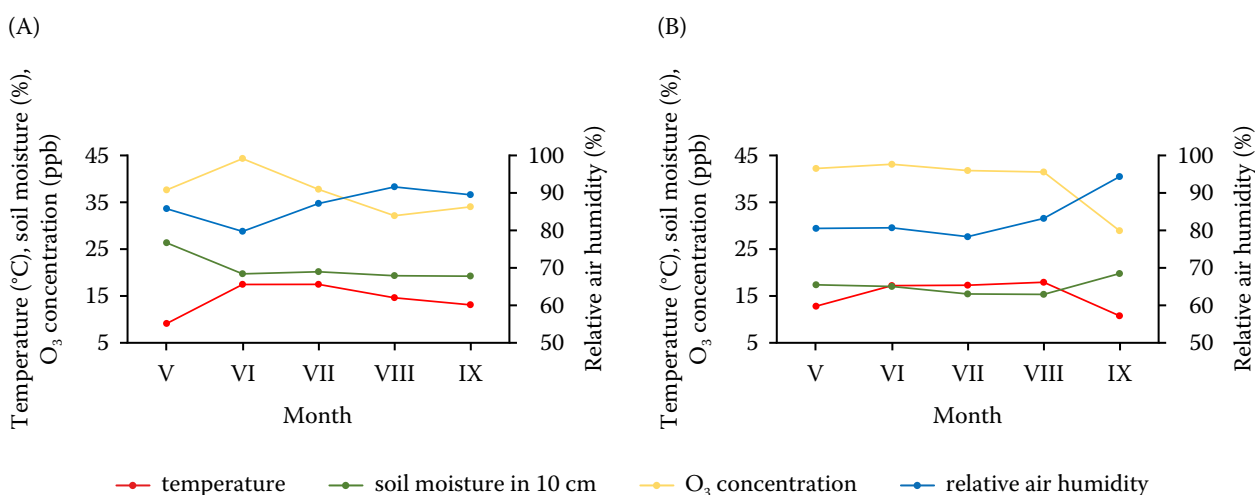 (A)
Temperature (°C), soil moisture (%),
O₃ concentration (ppb)
45
35
25
15
5
100
90
80
70
60
50
Relative air humidity (%)
V VI VII VIII IX
Month
(B)
Temperature (°C), soil moisture (%),
O₃ concentration (ppb)
45
35
25
15
5
100
90
80
70
60
50
Relative air humidity (%)
V VI VII VIII IX
Month
temperature soil moisture in 10 cm O₃ concentration relative air humidity